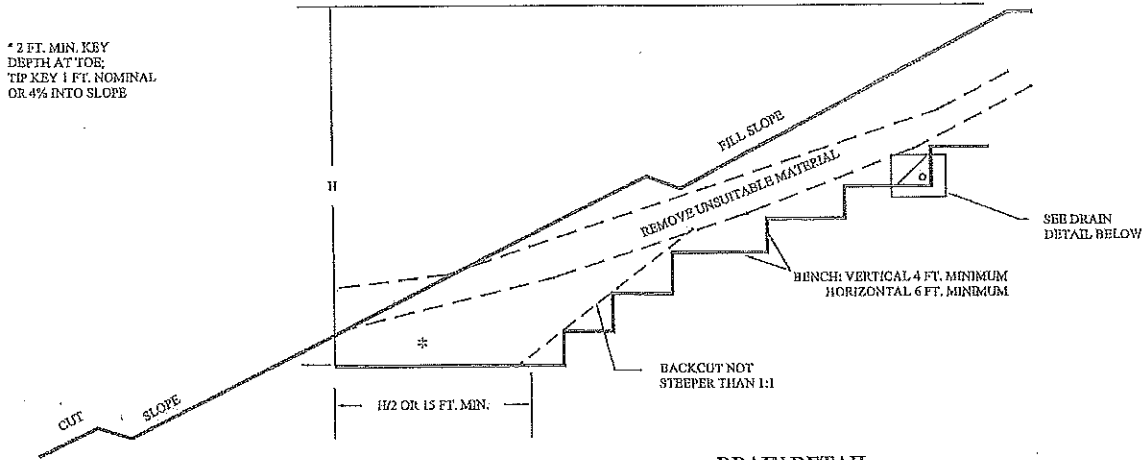 * 2 FT. MIN. KEY
DEPTH AT TOE;
TIP KEY 1 FT. NOMINAL
OR 4% INTO SLOPE
H
FILL SLOPE
REMOVE UNSUITABLE MATERIAL
SEE DRAIN
DETAIL BELOW
BENCH: VERTICAL 4 FT. MINIMUM
HORIZONTAL 6 FT. MINIMUM
*
BACKCUT NOT
STEEPER THAN 1:1
H/2 OR 15 FT. MIN.
CUT SLOPE
DRAIN DETAIL